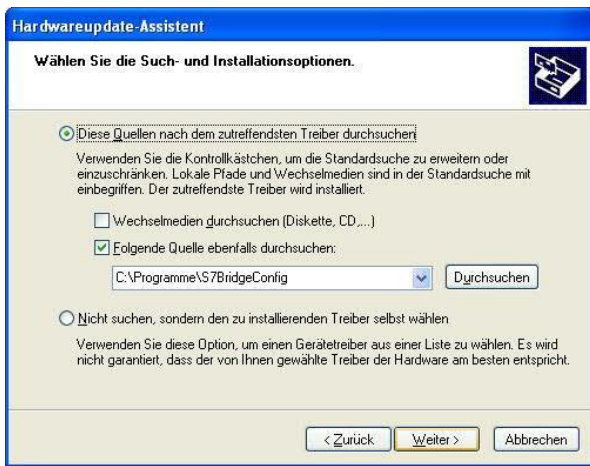 Hardwareupdate-Assistent
Wählen Sie die Such- und Installationsoptionen.
Diese Quellen nach dem zutreffendsten Treiber durchsuchen
Verwenden Sie die Kontrollkästchen, um die Standardsuche zu erweitern oder
einzuschränken. Lokale Pfade und Wechselmedien sind in der Standardsuche mit
einbegriffen. Der zutreffendste Treiber wird installiert.
Wechselmedien durchsuchen (Diskette, CD,...)
Folgende Quelle ebenfalls durchsuchen:
C:\Programme\S7BridgeConfig
Durchsuchen
Nicht suchen, sondern den zu installierenden Treiber selbst wählen
Verwenden Sie diese Option, um einen Gerätetreiber aus einer Liste zu wählen. Es wird
nicht garantiert, dass der von Ihnen gewählte Treiber der Hardware am besten entspricht.
< Zurück
Weiter >
Abbrechen